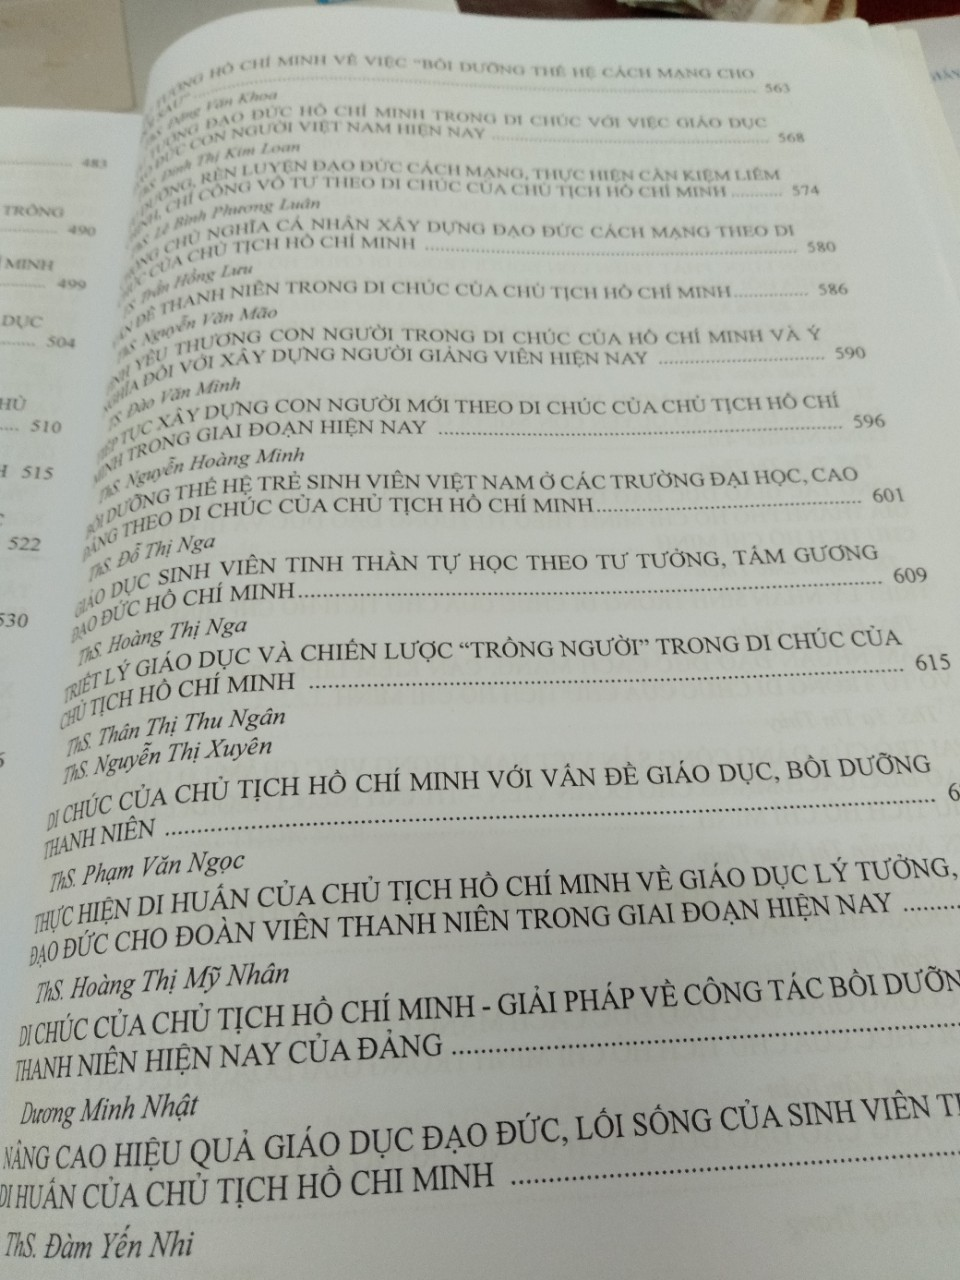 483
TRONG
490
MINH
499
DỤC
504
HỦ
510
515
522
530
TƯỞNG HỒ CHÍ MINH VỀ VIỆC “BỒI DƯỠNG THẾ HỆ CÁCH MẠNG CHO
SAU” 563
ThS. Đặng Văn Khoa
TƯỞNG ĐẠO ĐỨC HỒ CHÍ MINH TRONG DI CHÚC VỚI VIỆC GIÁO DỤC
ĐỨC CON NGƯỜI VIỆT NAM HIỆN NAY 568
ThS. Đinh Thị Kim Loan
DƯỠNG, RÈN LUYỆN ĐẠO ĐỨC CÁCH MẠNG, THỰC HIỆN CẦN KIỆM LIÊM
CHÍNH, CHÍ CÔNG VÔ TƯ THEO DI CHÚC CỦA CHỦ TỊCH HỒ CHÍ MINH ........... 574
ThS. Lê Bình Phương Luân
CHỦ NGHĨA CÁ NHÂN XÂY DỰNG ĐẠO ĐỨC CÁCH MẠNG THEO DI
CHÚC CỦA CHỦ TỊCH HỒ CHÍ MINH 580
TS. Trần Hồng Lưu
VẤN ĐỀ THANH NIÊN TRONG DI CHÚC CỦA CHỦ TỊCH HỒ CHÍ MINH................ 586
ThS. Nguyễn Văn Mão
TÌNH YÊU THƯƠNG CON NGƯỜI TRONG DI CHÚC CỦA HỒ CHÍ MINH VÀ Ý
NGHĨA ĐỐI VỚI XÂY DỰNG NGƯỜI GIẢNG VIÊN HIỆN NAY 590
TS. Đào Văn Minh
TIẾP TỤC XÂY DỰNG CON NGƯỜI MỚI THEO DI CHÚC CỦA CHỦ TỊCH HỒ CHÍ
MINH TRONG GIAI ĐOẠN HIỆN NAY 596
ThS. Nguyễn Hoàng Minh
BỒI DƯỠNG THẾ HỆ TRẺ SINH VIÊN VIỆT NAM Ở CÁC TRƯỜNG ĐẠI HỌC, CAO
ĐẲNG THEO DI CHÚC CỦA CHỦ TỊCH HỒ CHÍ MINH 601
ThS. Đỗ Thị Nga
GIÁO DỤC SINH VIÊN TINH THẦN TỰ HỌC THEO TƯ TƯỞNG, TẤM GƯƠNG
ĐẠO ĐỨC HỒ CHÍ MINH 609
ThS. Hoàng Thị Nga
TRIẾT LÝ GIÁO DỤC VÀ CHIẾN LƯỢC “TRỒNG NGƯỜI” TRONG DI CHÚC CỦA
CHỦ TỊCH HỒ CHÍ MINH 615
ThS. Thân Thị Thu Ngân
ThS. Nguyễn Thị Xuyên
DI CHÚC CỦA CHỦ TỊCH HỒ CHÍ MINH VỚI VẤN ĐỀ GIÁO DỤC, BỒI DƯỠNG
THANH NIÊN
ThS. Phạm Văn Ngọc
THỰC HIỆN DI HUẤN CỦA CHỦ TỊCH HỒ CHÍ MINH VỀ GIÁO DỤC LÝ TƯỞNG,
ĐẠO ĐỨC CHO ĐOÀN VIÊN THANH NIÊN TRONG GIAI ĐOẠN HIỆN NAY
ThS. Hoàng Thị Mỹ Nhân
DI CHÚC CỦA CHỦ TỊCH HỒ CHÍ MINH - GIẢI PHÁP VỀ CÔNG TÁC BỒI DƯỠN
THANH NIÊN HIỆN NAY CỦA ĐẢNG
Dương Minh Nhật
NÂNG CAO HIỆU QUẢ GIÁO DỤC ĐẠO ĐỨC, LỐI SỐNG CỦA SINH VIÊN
DI HUẤN CỦA CHỦ TỊCH HỒ CHI MINH
ThS. Đàm Yến Nhi